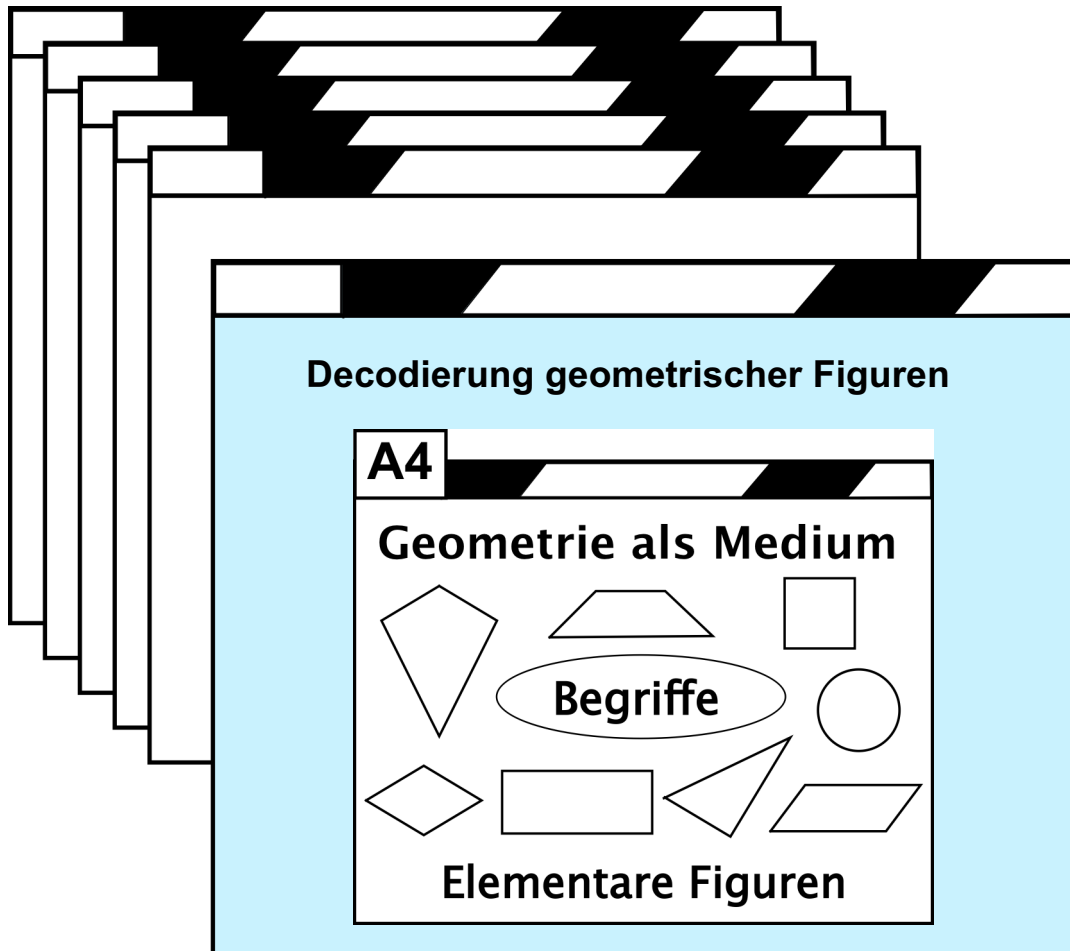 Decodierung geometrischer Figuren
A4
Geometrie als Medium
Begriffe
Elementare Figuren